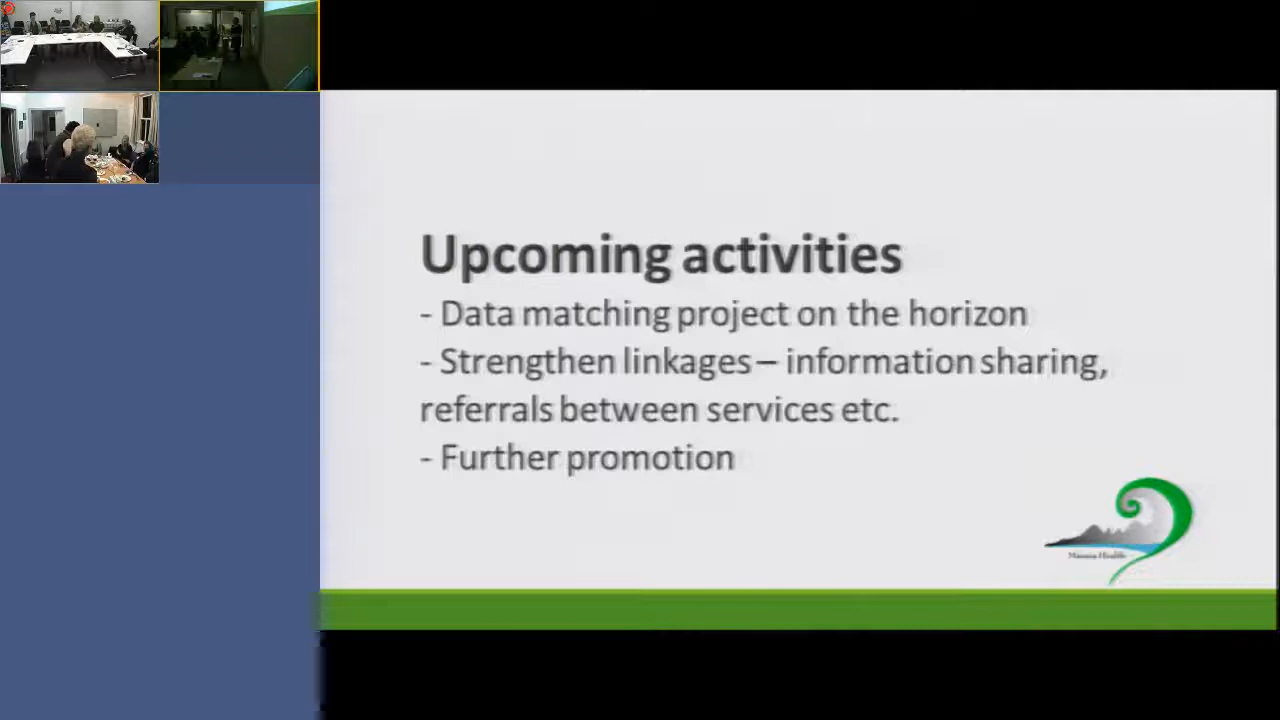 Upcoming activities
- Data matching project on the horizon
- Strengthen linkages – information sharing,
referrals between services etc.
- Further promotion